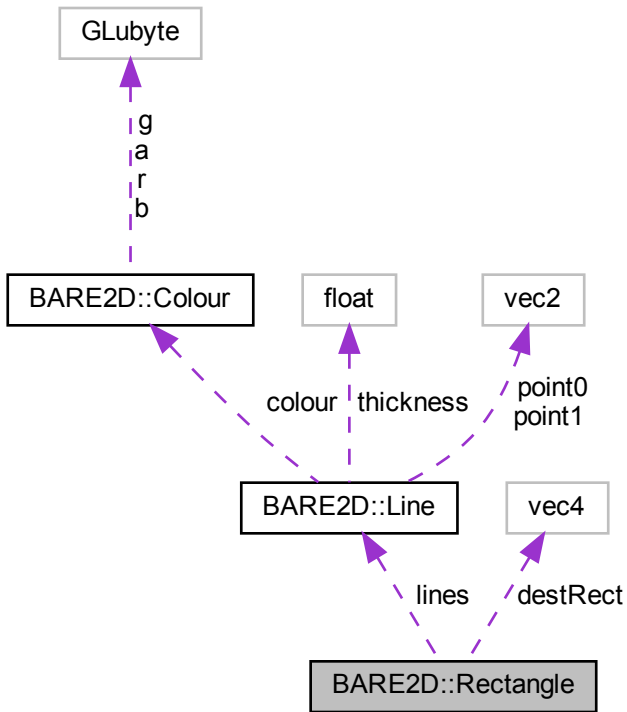 GLubyte
g
a
r
b
BARE2D::Colour
float
vec2
colour
thickness
point0
point1
BARE2D::Line
vec4
lines
destRect
BARE2D::Rectangle